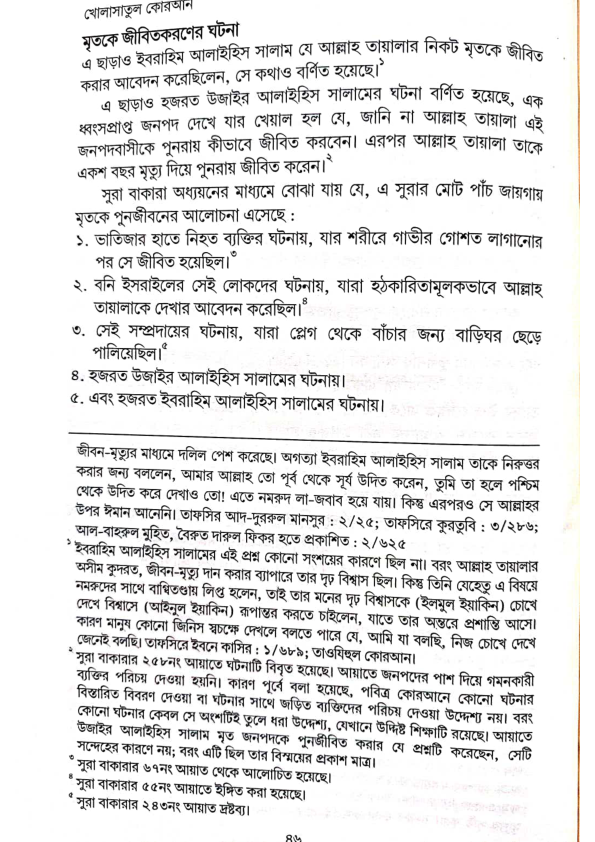 খোলাসাতুল কোরআন
মৃতকে জীবিতকরণের ঘটনা
এ ছাড়াও ইবরাহিম আলাইহিস সালাম যে আল্লাহ তায়ালার নিকট মৃতকে জীবিত
করার আবেদন করেছিলেন, সে কথাও বর্ণিত হয়েছে।১
এ ছাড়াও হজরত উজাইর আলাইহিস সালামের ঘটনা বর্ণিত হয়েছে, এক
ধ্বংসপ্রাপ্ত জনপদ দেখে যার খেয়াল হল যে, জানি না আল্লাহ তায়ালা এই
জনপদবাসীকে পুনরায় কীভাবে জীবিত করবেন। এরপর আল্লাহ তায়ালা তাকে
একশ বছর মৃত্যু দিয়ে পুনরায় জীবিত করেন।২
সুরা বাকারা অধ্যয়নের মাধ্যমে বোঝা যায় যে, এ সুরার মোট পাঁচ জায়গায়
মৃতকে পুনর্জীবনের আলোচনা এসেছে :
১. ভাতিজার হাতে নিহত ব্যক্তির ঘটনায়, যার শরীরে গাভীর গোশত লাগানোর
পর সে জীবিত হয়েছিল।৩
২. বনি ইসরাইলের সেই লোকদের ঘটনায়, যারা হঠকারিতামূলকভাবে আল্লাহ
তায়ালাকে দেখার আবেদন করেছিল।৪
৩. সেই সম্প্রদায়ের ঘটনায়, যারা প্লেগ থেকে বাঁচার জন্য বাড়িঘর ছেড়ে
পালিয়েছিল।৫
৪. হজরত উজাইর আলাইহিস সালামের ঘটনায়।
৫. এবং হজরত ইবরাহিম আলাইহিস সালামের ঘটনায়।
জীবন-মৃত্যুর মাধ্যমে দলিল পেশ করেছে। অগত্যা ইবরাহিম আলাইহিস সালাম তাকে নিরুত্তর
করার জন্য বললেন, আমার আল্লাহ তো পূর্ব থেকে সূর্য উদিত করেন, তুমি তা হলে পশ্চিম
থেকে উদিত করে দেখাও তো! এতে নমরুদ লা-জবাব হয়ে যায়। কিন্তু এরপরও সে আল্লাহর
উপর ঈমান আনেনি। তাফসির আদ-দুররুল মানসুর : ২/২৫; তাফসিরে কুরতুবি : ৩/২৮৬;
আল-বাহরুল মুহিত, বৈরুত দারুল ফিকর হতে প্রকাশিত : ২/৬২৫
১ ইবরাহিম আলাইহিস সালামের এই প্রশ্ন কোনো সংশয়ের কারণে ছিল না। বরং আল্লাহ তায়ালার
অসীম কুদরত, জীবন-মৃত্যু দান করার ব্যাপারে তার দৃঢ় বিশ্বাস ছিল। কিন্তু তিনি যেহেতু এ বিষয়ে
নমরুদের সাথে বাগ্বিতণ্ডায় লিপ্ত হলেন, তাই তার মনের দৃঢ় বিশ্বাসকে (ইলমুল ইয়াকিন) চোখে
দেখে বিশ্বাসে (আইনুল ইয়াকিন) রূপান্তর করতে চাইলেন, যাতে তার অন্তরে প্রশান্তি আসে।
কারণ মানুষ কোনো জিনিস স্বচক্ষে দেখলে বলতে পারে যে, আমি যা বলছি, নিজ চোখে দেখে
জেনেই বলছি। তাফসিরে ইবনে কাসির : ১/৬৮৯; তাওযিহুল কোরআন।
২ সুরা বাকারার ২৫৮নং আয়াতে ঘটনাটি বিবৃত হয়েছে। আয়াতে জনপদের পাশ দিয়ে গমনকারী
ব্যক্তির পরিচয় দেওয়া হয়নি। কারণ পূর্বে বলা হয়েছে, পবিত্র কোরআনে কোনো ঘটনার
বিস্তারিত বিবরণ দেওয়া বা ঘটনার সাথে জড়িত ব্যক্তিদের পরিচয় দেওয়া উদ্দেশ্য নয়। বরং
কোনো ঘটনার কেবল সে অংশটিই তুলে ধরা উদ্দেশ্য, যেখানে উদ্দিষ্ট শিক্ষাটি রয়েছে। আয়াতে
উজাইর আলাইহিস সালাম মৃত জনপদকে পুনর্জীবিত করার যে প্রশ্নটি করেছেন, সেটি
সন্দেহের কারণে নয়; বরং এটি ছিল তার বিস্ময়ের প্রকাশ মাত্র।
৩ সুরা বাকারার ৬৭নং আয়াত থেকে আলোচিত হয়েছে।
৪ সুরা বাকারার ৫৫নং আয়াতে ইঙ্গিত করা হয়েছে।
৫ সুরা বাকারার ২৪৩নং আয়াত দ্রষ্টব্য।
৪৬